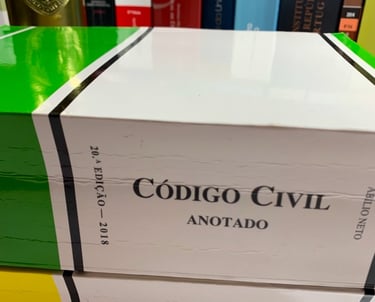 20.ª EDIÇÃO — 2018
CÓDIGO CIVIL
ANOTADO
ABÍLIO NETO